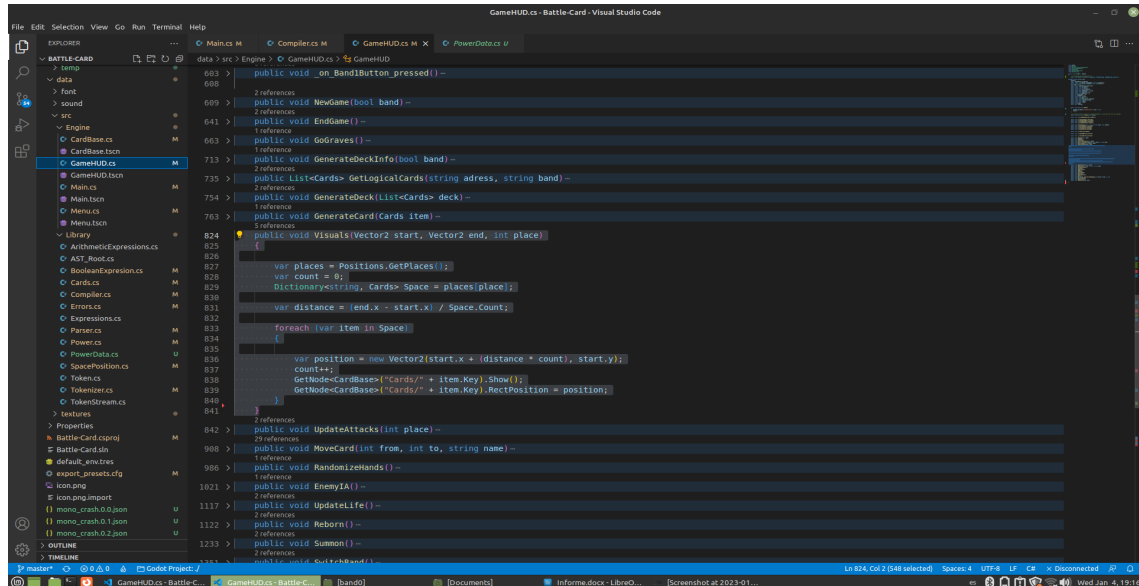 GameHUD.cs - Battle-Card - Visual Studio Code
File Edit Selection View Go Run Terminal Help
EXPLORER
Main.cs M
Compiler.cs M
GameHUD.cs M
PowerData.cs U
BATTLE-CARD
data > src > Engine > GameHUD.cs > GameHUD
temp
data
font
sound
src
Engine
CardBase.cs M
CardBase.tscn
GameHUD.cs M
GameHUD.tscn
Main.cs M
Main.tscn
Menu.cs M
Menu.tscn
Library
ArithmeticExpressions.cs
AST_Root.cs
BooleanExpresion.cs M
Cards.cs M
Compiler.cs M
Errors.cs M
Expressions.cs
Parser.cs M
Power.cs M
PowerData.cs U
SpacePosition.cs M
Token.cs
Tokenizer.cs M
TokenStream.cs
textures
Properties
Battle-Card.csproj M
Battle-Card.sln
default_env.tres
export_presets.cfg M
icon.png
icon.png.import
mono_crash.0.0.json U
mono_crash.0.1.json U
mono_crash.0.2.json U
OUTLINE
TIMELINE
603 public void _on_Band1Button_pressed()
608
2 references
609 public void NewGame(bool band)
2 references
641 public void EndGame()
1 reference
663 public void GoGraves()
1 reference
713 public void GenerateDeckInfo(bool band)
2 references
735 public List<Cards> GetLogicalCards(string adress, string band)
2 references
754 public void GenerateDeck(List<Cards> deck)
1 reference
763 public void GenerateCard(Cards item)
5 references
824 public void Visuals(Vector2 start, Vector2 end, int place)
825 {
826
827 var places = Positions.GetPlaces();
828 var count = 0;
829 Dictionary<string, Cards> Space = places[place];
830
831 var distance = (end.x - start.x) / Space.Count;
832
833 foreach (var item in Space)
834 {
835
836 var position = new Vector2(start.x + (distance * count), start.y);
837 count++;
838 GetNode<CardBase>("Cards/" + item.Key).Show();
839 GetNode<CardBase>("Cards/" + item.Key).RectPosition = position;
840 }
841 }
2 references
842 public void UpdateAttacks(int place)
29 references
908 public void MoveCard(int from, int to, string name)
1 reference
986 public void RandomizeHands()
1 reference
1021 public void EnemyIA()
2 references
1117 public void UpdateLife()
2 references
1122 public void Reborn()
2 references
1233 public void Summon()
2 references
master* 0 0 6 Godot Project: ./
Ln 824, Col 2 (548 selected) Spaces: 4 UTF-8 LF C# Disconnected
GameHUD.cs - Battle-C...
GameHUD.cs - Battle-C...
[band0]
[Documents]
Informe.docx - LibreO...
[Screenshot at 2023-01...
es
Wed Jan 4, 19:18